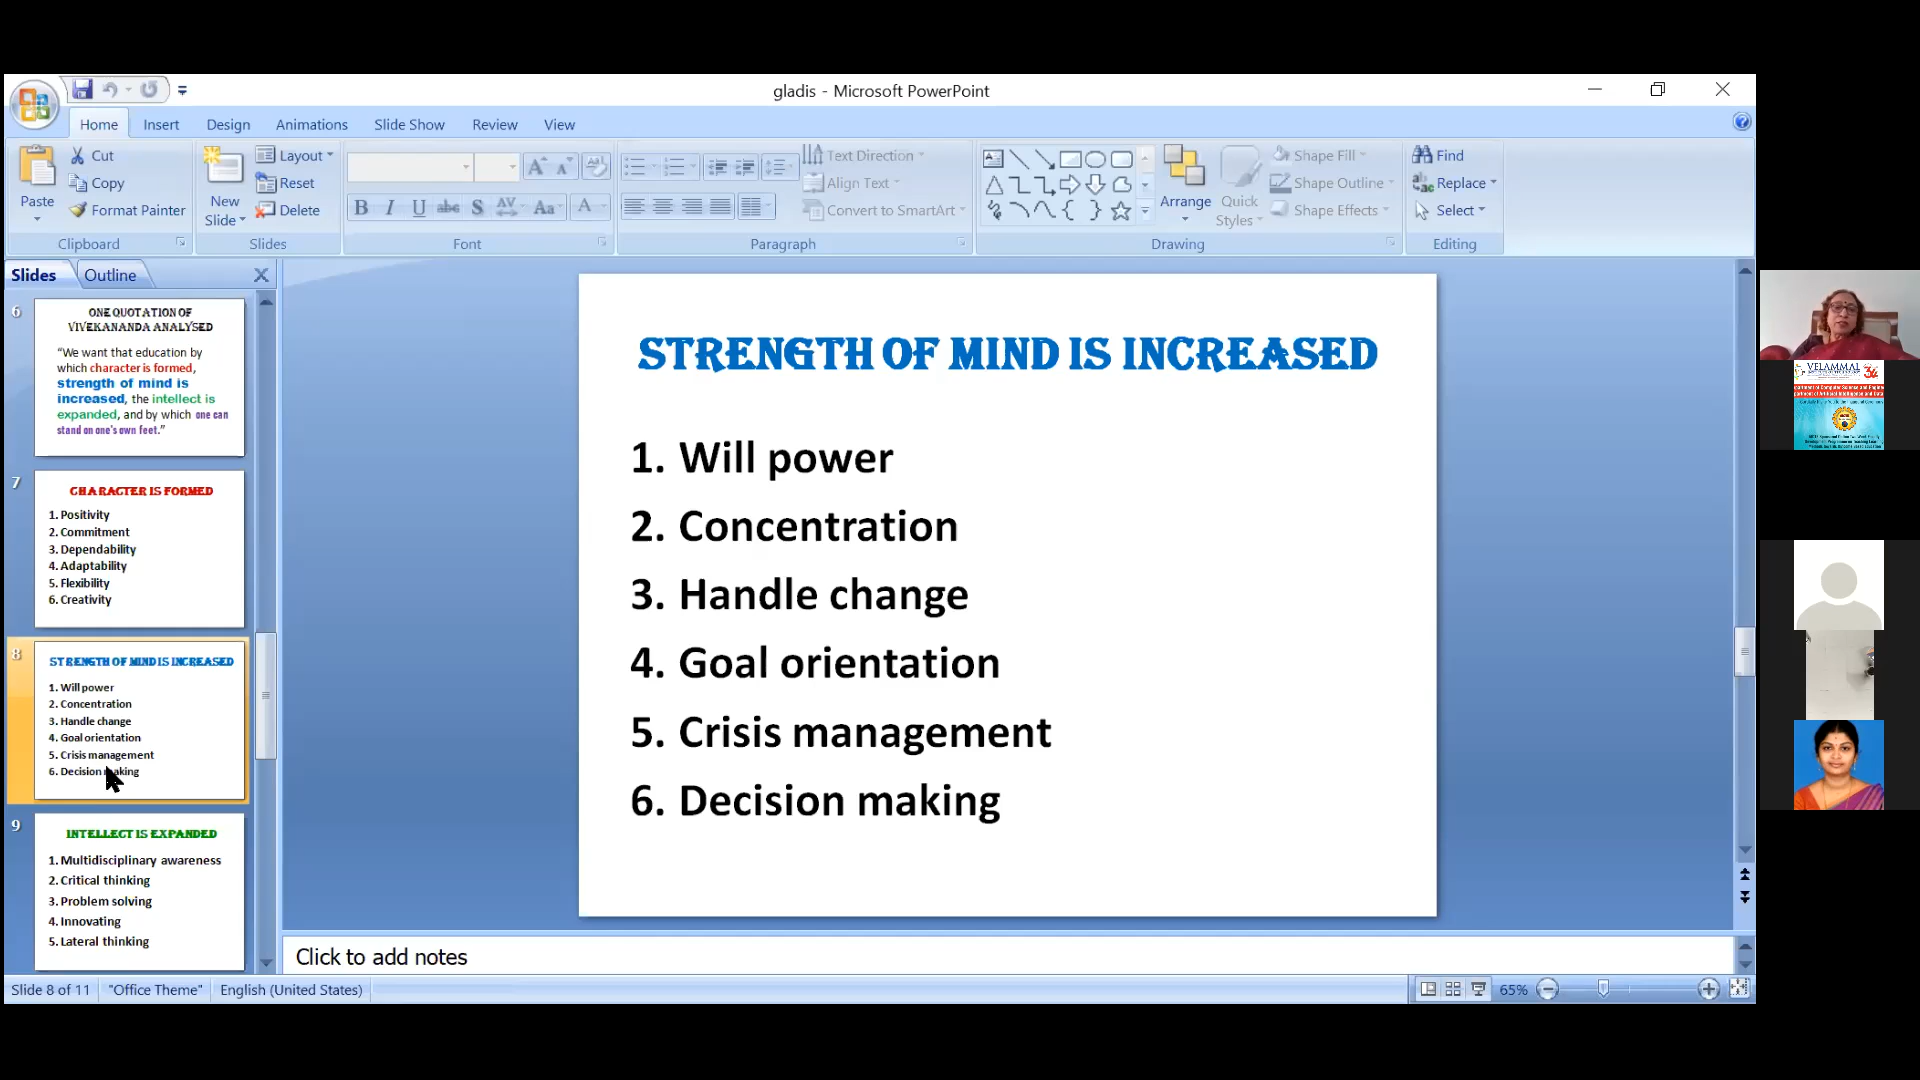 gladis - Microsoft PowerPoint
Home Insert Design Animations Slide Show Review View
Paste
Cut
Copy
Format Painter
Clipboard
New
Slide
Layout
Reset
Delete
Slides
Font
Text Direction
Align Text
Convert to SmartArt
Paragraph
Arrange
Quick
Styles
Shape Fill
Shape Outline
Shape Effects
Drawing
Find
Replace
Select
Editing
Slides Outline
6
ONE QUOTATION OF
VIVEKANANDA ANALYSED
“We want that education by
which character is formed,
strength of mind is
increased, the intellect is
expanded, and by which one can
stand on one's own feet.”
7
CHARACTER IS FORMED
1. Positivity
2. Commitment
3. Dependability
4. Adaptability
5. Flexibility
6. Creativity
8
STRENGTH OF MIND IS INCREASED
1. Will power
2. Concentration
3. Handle change
4. Goal orientation
5. Crisis management
6. Decision making
9
INTELLECT IS EXPANDED
1. Multidisciplinary awareness
2. Critical thinking
3. Problem solving
4. Innovating
5. Lateral thinking
STRENGTH OF MIND IS INCREASED
1. Will power
2. Concentration
3. Handle change
4. Goal orientation
5. Crisis management
6. Decision making
Click to add notes
Slide 8 of 11 "Office Theme" English (United States) 65%
VELAMMAL